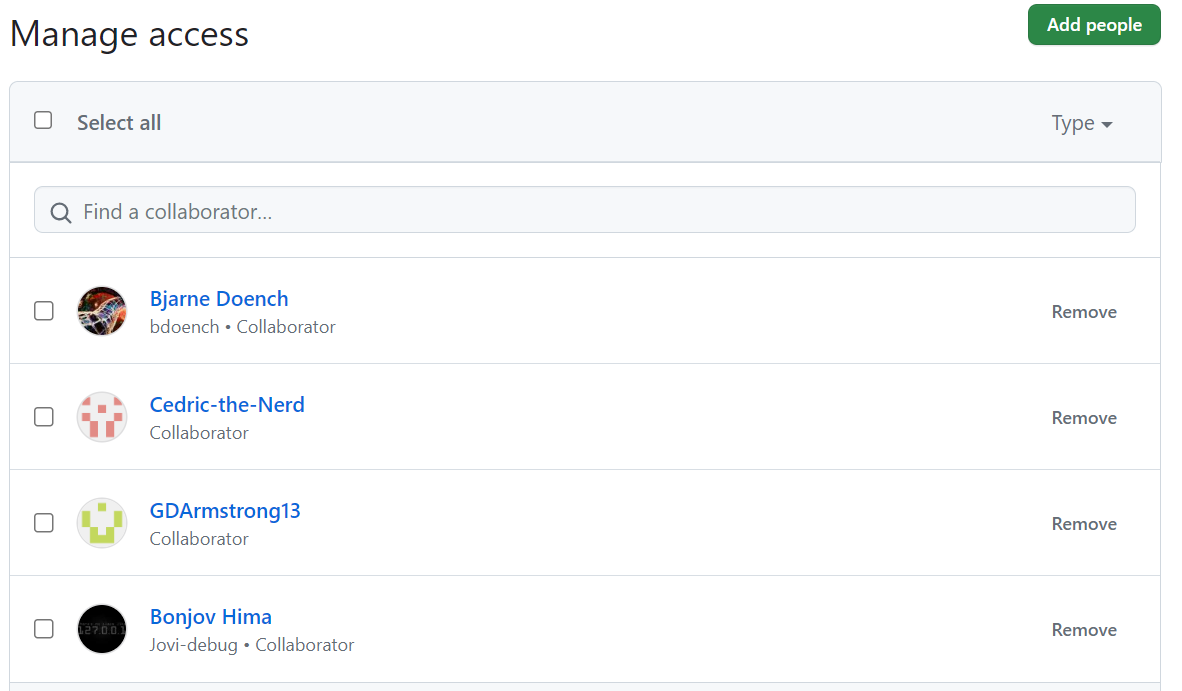 Manage access
Add people
Select all
Type
Find a collaborator...
Bjarne Doench
bdoench • Collaborator
Remove
Cedric-the-Nerd
Collaborator
Remove
GDArmstrong13
Collaborator
Remove
127.0.0.1
Bonjov Hima
Jovi-debug • Collaborator
Remove